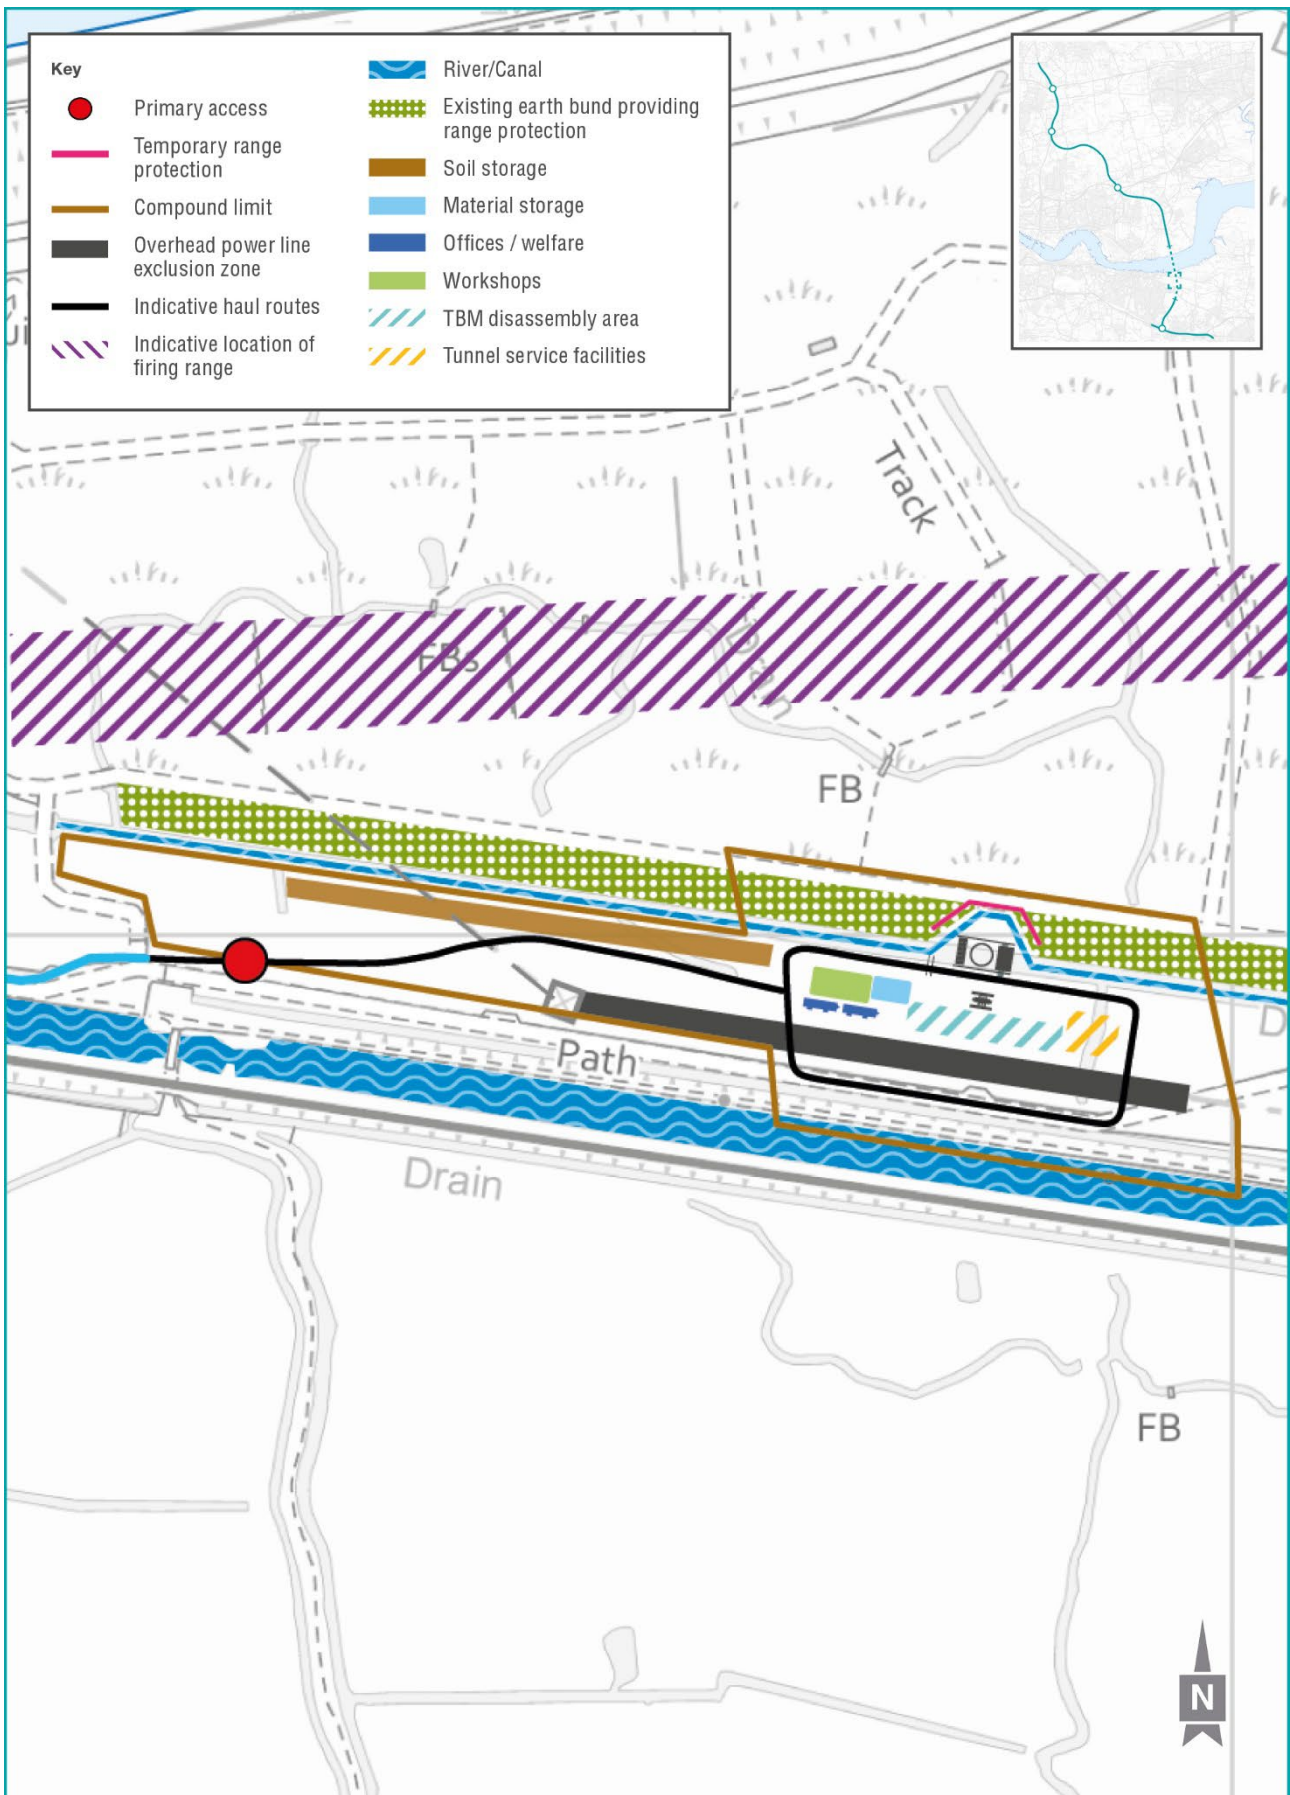 Key
Primary access
Temporary range
protection
Compound limit
Overhead power line
exclusion zone
Indicative haul routes
Indicative location of
firing range
River/Canal
Existing earth bund providing
range protection
Soil storage
Material storage
Offices / welfare
Workshops
TBM disassembly area
Tunnel service facilities
Track
FBs
Drain
FB
D
Path
Drain
FB
N